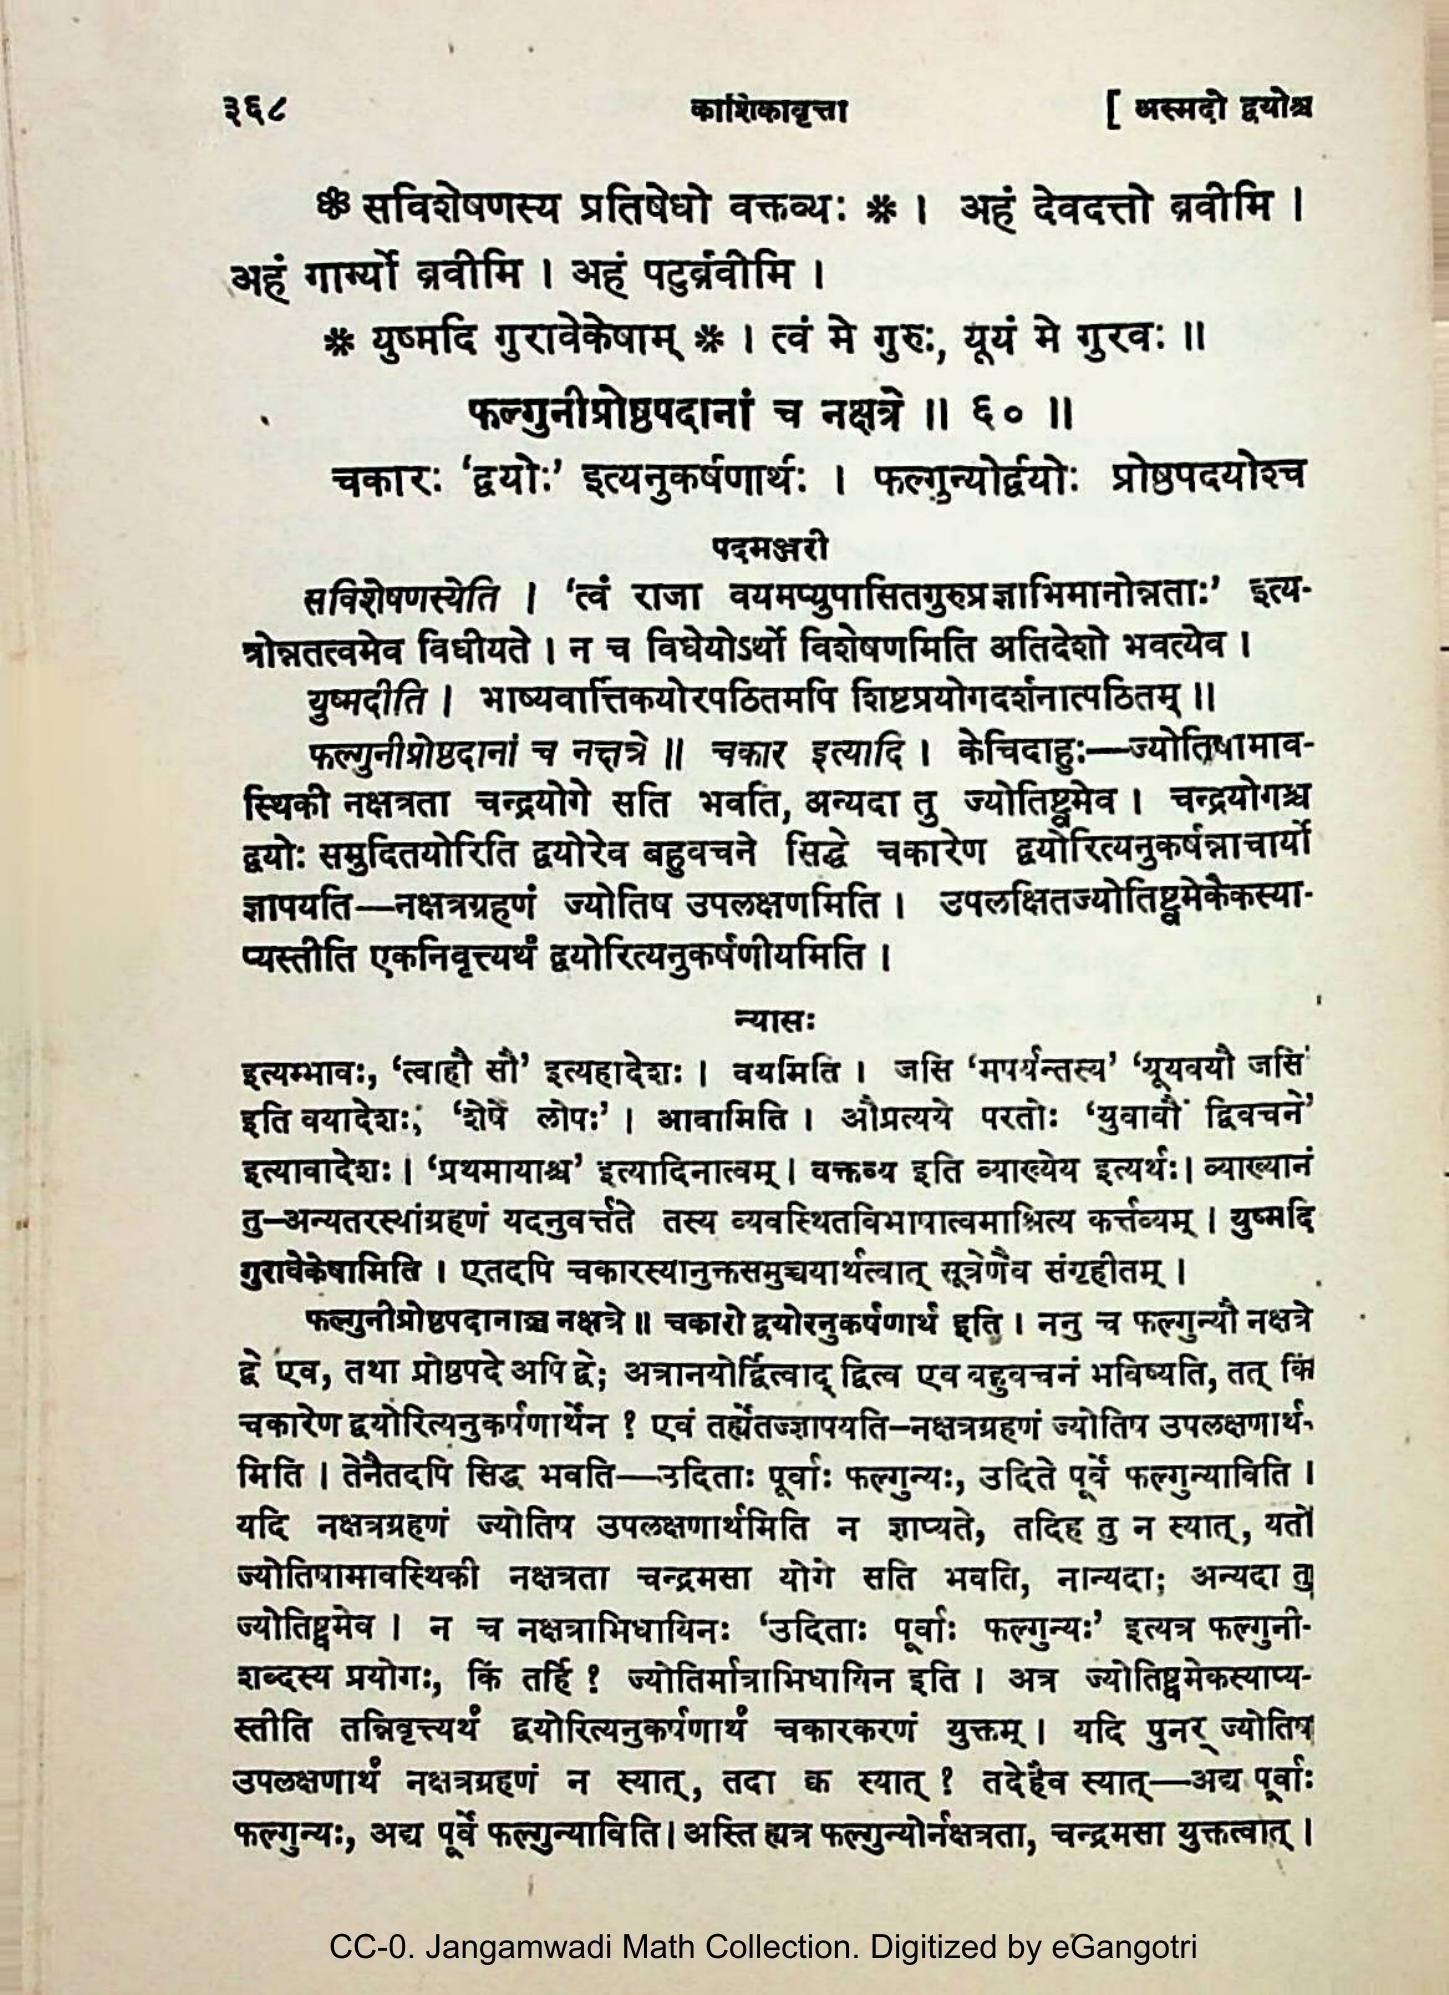 ३६८ काशिकावृत्ता [ अस्मदो द्वयोश्च
❀ सविशेषणस्य प्रतिषेधो वक्तव्यः ❀ । अहं देवदत्तो ब्रवीमि ।
अहं गार्ग्यो ब्रवीमि । अहं पटुर्ब्रवीमि ।
❀ युष्मदि गुरावेकेषाम् ❀ । त्वं मे गुरुः, यूयं मे गुरवः ॥
फल्गुनीप्रोष्ठपदानां च नक्षत्रे ॥ ६० ॥
चकारः ‘द्वयोः’ इत्यनुकर्षणार्थः । फल्गुन्योर्द्वयोः प्रोष्ठपदयोश्च
पदमञ्जरी
सविशेषणस्येति । ‘त्वं राजा वयमप्युपासितगुरुप्रज्ञाभिमानोन्नताः’ इत्य-
त्रोन्नतत्वमेव विधीयते । न च विधेयोऽर्थो विशेषणमिति अतिदेशो भवत्येव ।
युष्मदीति । भाष्यवार्त्तिकयोरपठितमपि शिष्टप्रयोगदर्शनात्पठितम् ॥
फल्गुनीप्रोष्ठदानां च नक्षत्रे ॥ चकार इत्यादि । केचिदाहुः—ज्योतिषामाव-
स्थिकी नक्षत्रता चन्द्रयोगे सति भवति, अन्यदा तु ज्योतिष्ट्वमेव । चन्द्रयोगश्च
द्वयोः समुदितयोरिति द्वयोरेव बहुवचने सिद्धे चकारेण द्वयोरित्यनुकर्षन्नाचार्यो
ज्ञापयति—नक्षत्रग्रहणं ज्योतिष उपलक्षणमिति । उपलक्षितज्योतिष्ट्वमेकैकस्या-
प्यस्तीति एकनिवृत्त्यर्थं द्वयोरित्यनुकर्षणीयमिति ।
न्यासः
इत्यम्भावः, ‘त्वाहौ सौ’ इत्यहादेशः । वयमिति । जसि ‘मपर्यन्तस्य’ ‘यूयवयौ जसि’
इति वयादेशः; ‘शेषे लोपः’ । आवामिति । औप्रत्यये परतोः ‘युवावौ द्विवचने’
इत्यावादेशः । ‘प्रथमायाश्च’ इत्यादिनात्वम् । वक्तव्य इति व्याख्येय इत्यर्थः । व्याख्यानं
तु–अन्यतरस्यांग्रहणं यदनुवर्त्तते तस्य व्यवस्थितविभाषात्वमाश्रित्य कर्त्तव्यम् । युष्मदि
गुरावेकेषामिति । एतदपि चकारस्यानुक्तसमुच्चयार्थत्वात् सूत्रेणैव संगृहीतम् ।
फल्गुनीप्रोष्ठपदानाञ्च नक्षत्रे ॥ चकारो द्वयोरनुकर्षणार्थ इति । ननु च फल्गुन्यौ नक्षत्रे
द्वे एव, तथा प्रोष्ठपदे अपि द्वे; अत्रानयोर्द्वित्वाद् द्वित्व एव बहुवचनं भविष्यति, तत् किं
चकारेण द्वयोरित्यनुकर्षणार्थेन ? एवं तर्ह्येतज्ज्ञापयति–नक्षत्रग्रहणं ज्योतिष उपलक्षणार्थ-
मिति । तेनैतदपि सिद्ध भवति—उदिताः पूर्वाः फल्गुन्यः, उदिते पूर्वे फल्गुन्याविति ।
यदि नक्षत्रग्रहणं ज्योतिष उपलक्षणार्थमिति न ज्ञाप्यते, तदिह तु न स्यात्, यतो
ज्योतिषामावस्थिकी नक्षत्रता चन्द्रमसा योगे सति भवति, नान्यदा; अन्यदा तु
ज्योतिष्ट्वमेव । न च नक्षत्राभिधायिनः ‘उदिताः पूर्वाः फल्गुन्यः’ इत्यत्र फल्गुनी-
शब्दस्य प्रयोगः, किं तर्हि ? ज्योतिर्मात्राभिधायिन इति । अत्र ज्योतिष्ट्वमेकस्याप्य-
स्तीति तन्निवृत्त्यर्थं द्वयोरित्यनुकर्षणार्थं चकारकरणं युक्तम् । यदि पुनर् ज्योतिष
उपलक्षणार्थं नक्षत्रग्रहणं न स्यात्, तदा क्व स्यात् ? तदेहैव स्यात्—अद्य पूर्वाः
फल्गुन्यः, अद्य पूर्वे फल्गुन्याविति । अस्ति ह्यत्र फल्गुन्योर्नक्षत्रता, चन्द्रमसा युक्तत्वात् ।
CC-0. Jangamwadi Math Collection. Digitized by eGangotri